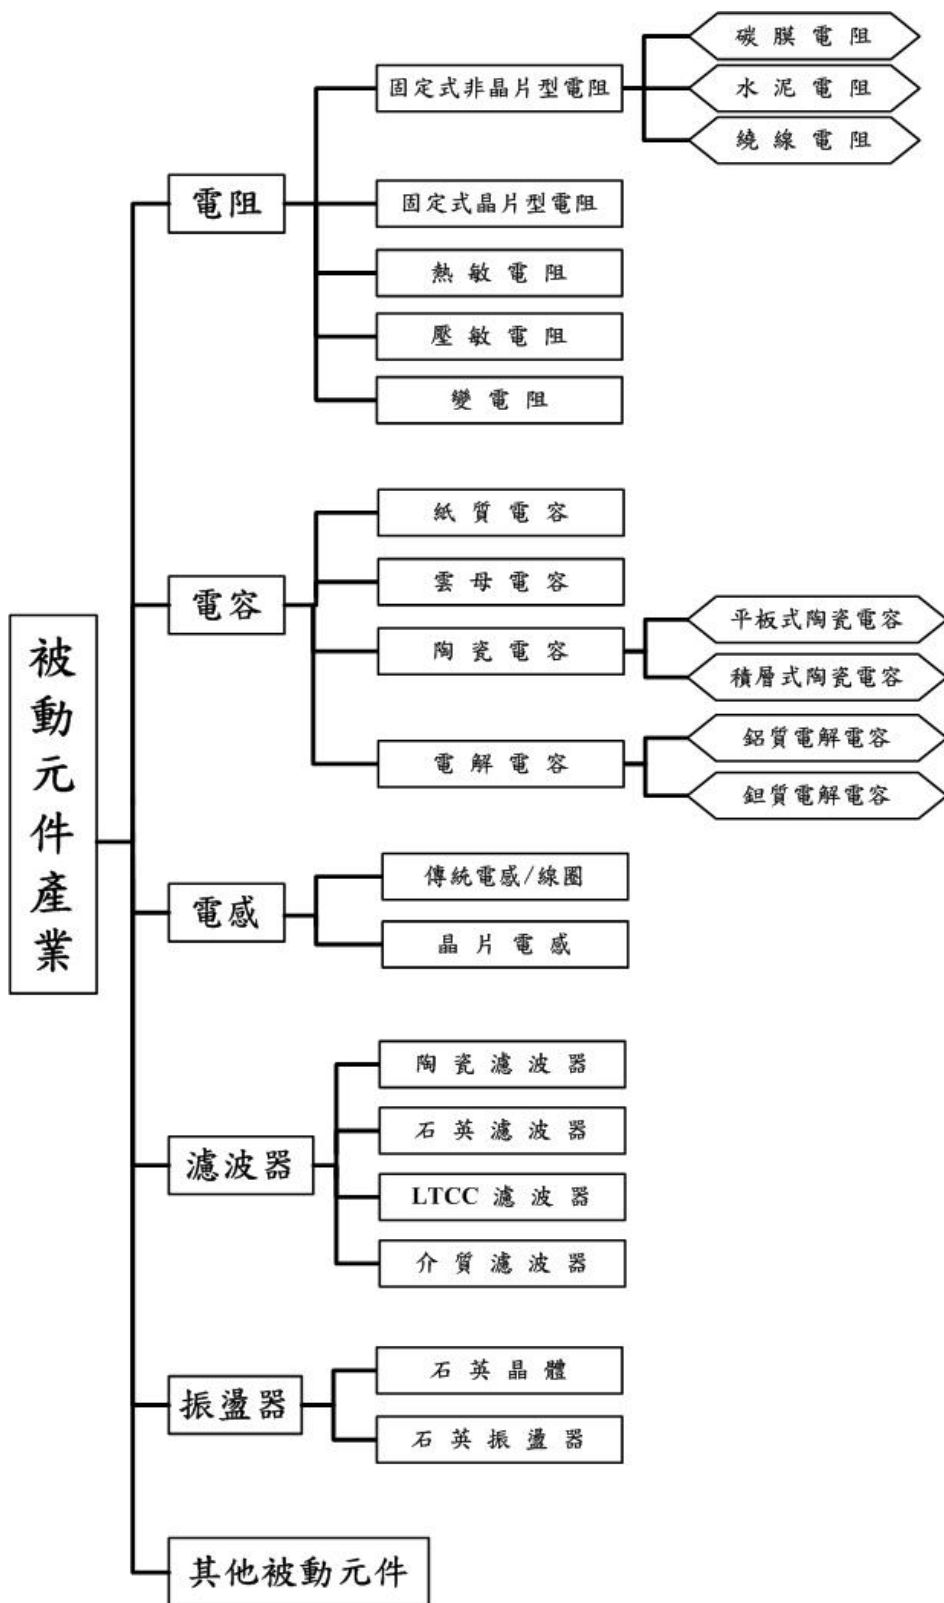 被動元件產業
電阻
固定式非晶片型電阻
碳膜電阻
水泥電阻
繞線電阻
固定式晶片型電阻
熱敏電阻
壓敏電阻
變電阻
電容
紙質電容
雲母電容
陶瓷電容
平板式陶瓷電容
積層式陶瓷電容
電解電容
鋁質電解電容
鉭質電解電容
電感
傳統電感/線圈
晶片電感
濾波器
陶瓷濾波器
石英濾波器
LTCC 濾波器
介質濾波器
振盪器
石英晶體
石英振盪器
其他被動元件